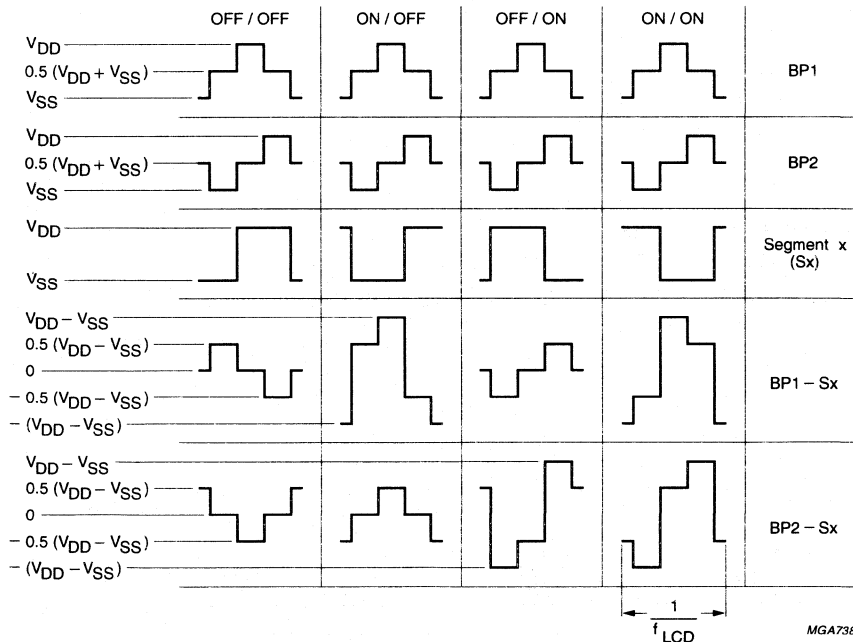 OFF / OFF ON / OFF OFF / ON ON / ON
VDD
0.5 (VDD + VSS)
VSS
BP1
VDD
0.5 (VDD + VSS)
VSS
BP2
VDD
VSS
Segment x
(Sx)
VDD – VSS
0.5 (VDD – VSS)
0
– 0.5 (VDD – VSS)
– (VDD – VSS)
BP1 – Sx
VDD – VSS
0.5 (VDD – VSS)
0
– 0.5 (VDD – VSS)
– (VDD – VSS)
BP2 – Sx
1
fLCD
MGA738